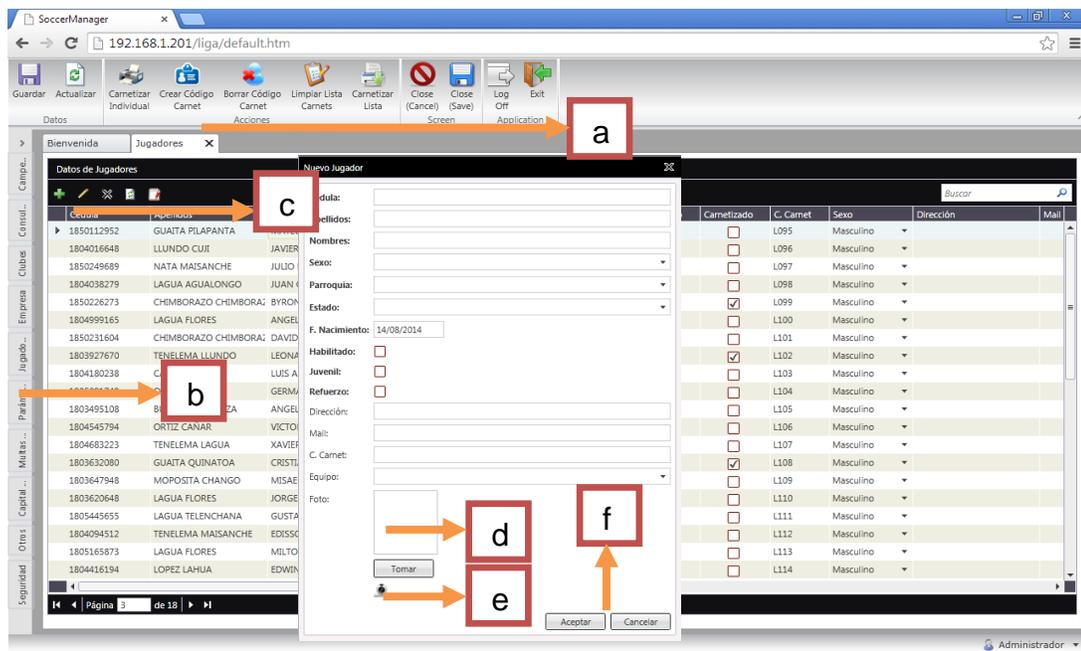 SoccerManager
192.168.1.201/liga/default.htm
Guardar Actualizar Carnetizar Individual Crear Código Carnet Borrar Código Carnet Limpiar Lista Carnets Carnetizar Lista Close (Cancel) Close (Save) Log Off Exit
Datos Acciones Screen Application
a
Bienvenida Jugadores
Datos de Jugadores
Nuevo Jugador
Buscar
c
Cédula Apellidos Carnetizado C. Carnet Sexo Dirección Mail
1850112952 GUAITA PILAPANTA L095 Masculino
1804016648 LLUNDO CUJI JAVIER L096 Masculino
1850249689 NATA MAISANCHE JULIO L097 Masculino
1804038279 LAGUA AGUALONGO JUAN L098 Masculino
1850226273 CHIMBORAZO CHIMBORAZ BYRON L099 Masculino
1804999165 LAGUA FLORES ANGEL L100 Masculino
1850231604 CHIMBORAZO CHIMBORAZ DAVID L101 Masculino
1803927670 TENELEMA LLUNDO LEONA L102 Masculino
1804180238 LUIS A L103 Masculino
GERMA L104 Masculino
1803495108 ANGEL L105 Masculino
1804545794 ORTIZ CAÑAR VICTO L106 Masculino
1804683223 TENELEMA LAGUA XAVIER L107 Masculino
1803632080 GUAITA QUINATOA CRISTI L108 Masculino
1803647948 MOPOSITA CHANGO MISAE L109 Masculino
1803620648 LAGUA FLORES JORGE L110 Masculino
1805445655 LAGUA TELENCHANA GUSTA L111 Masculino
1804094512 TENELEMA MAISANCHE EDISSO L112 Masculino
1805165873 LAGUA FLORES MILTO L113 Masculino
1804416194 LOPEZ LAHUA EDWIN L114 Masculino
b
Página 3 de 18
Campe...
Consul...
Clubes
Empresa
Jugado...
Parám...
Multas ...
Capital ...
Otros
Seguridad
Nombres:
Sexo:
Parroquia:
Estado:
F. Nacimiento: 14/08/2014
Habilitado:
Juvenil:
Refuerzo:
Dirección:
Mail:
C. Carnet:
Equipo:
Foto:
d
f
Tomar
e
Aceptar Cancelar
Administrador